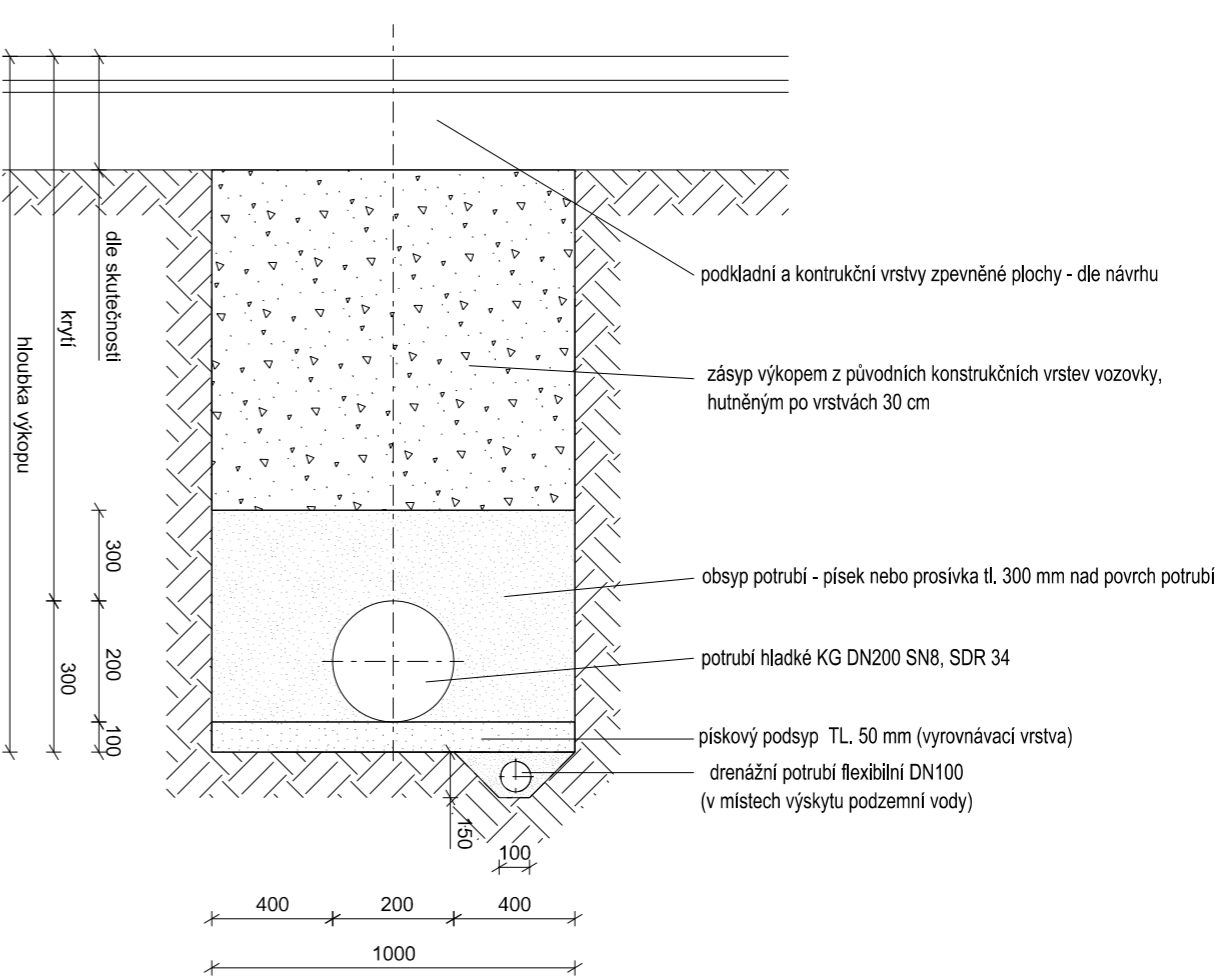 dle skutečnosti
krytí
hloubka výkopu
podkladní a kontrukční vrstvy zpevněné plochy - dle návrhu
zásyp výkopem z původních konstrukčních vrstev vozovky,
hutněným po vrstvách 30 cm
300
obsyp potrubí - písek nebo prosívka tl. 300 mm nad povrch potrubí
200
300
potrubí hladké KG DN200 SN8, SDR 34
100
pískový podsyp TL. 50 mm (vyrovnávací vrstva)
drenážní potrubí flexibilní DN100
(v místech výskytu podzemní vody)
150
100
400 200 400
1000